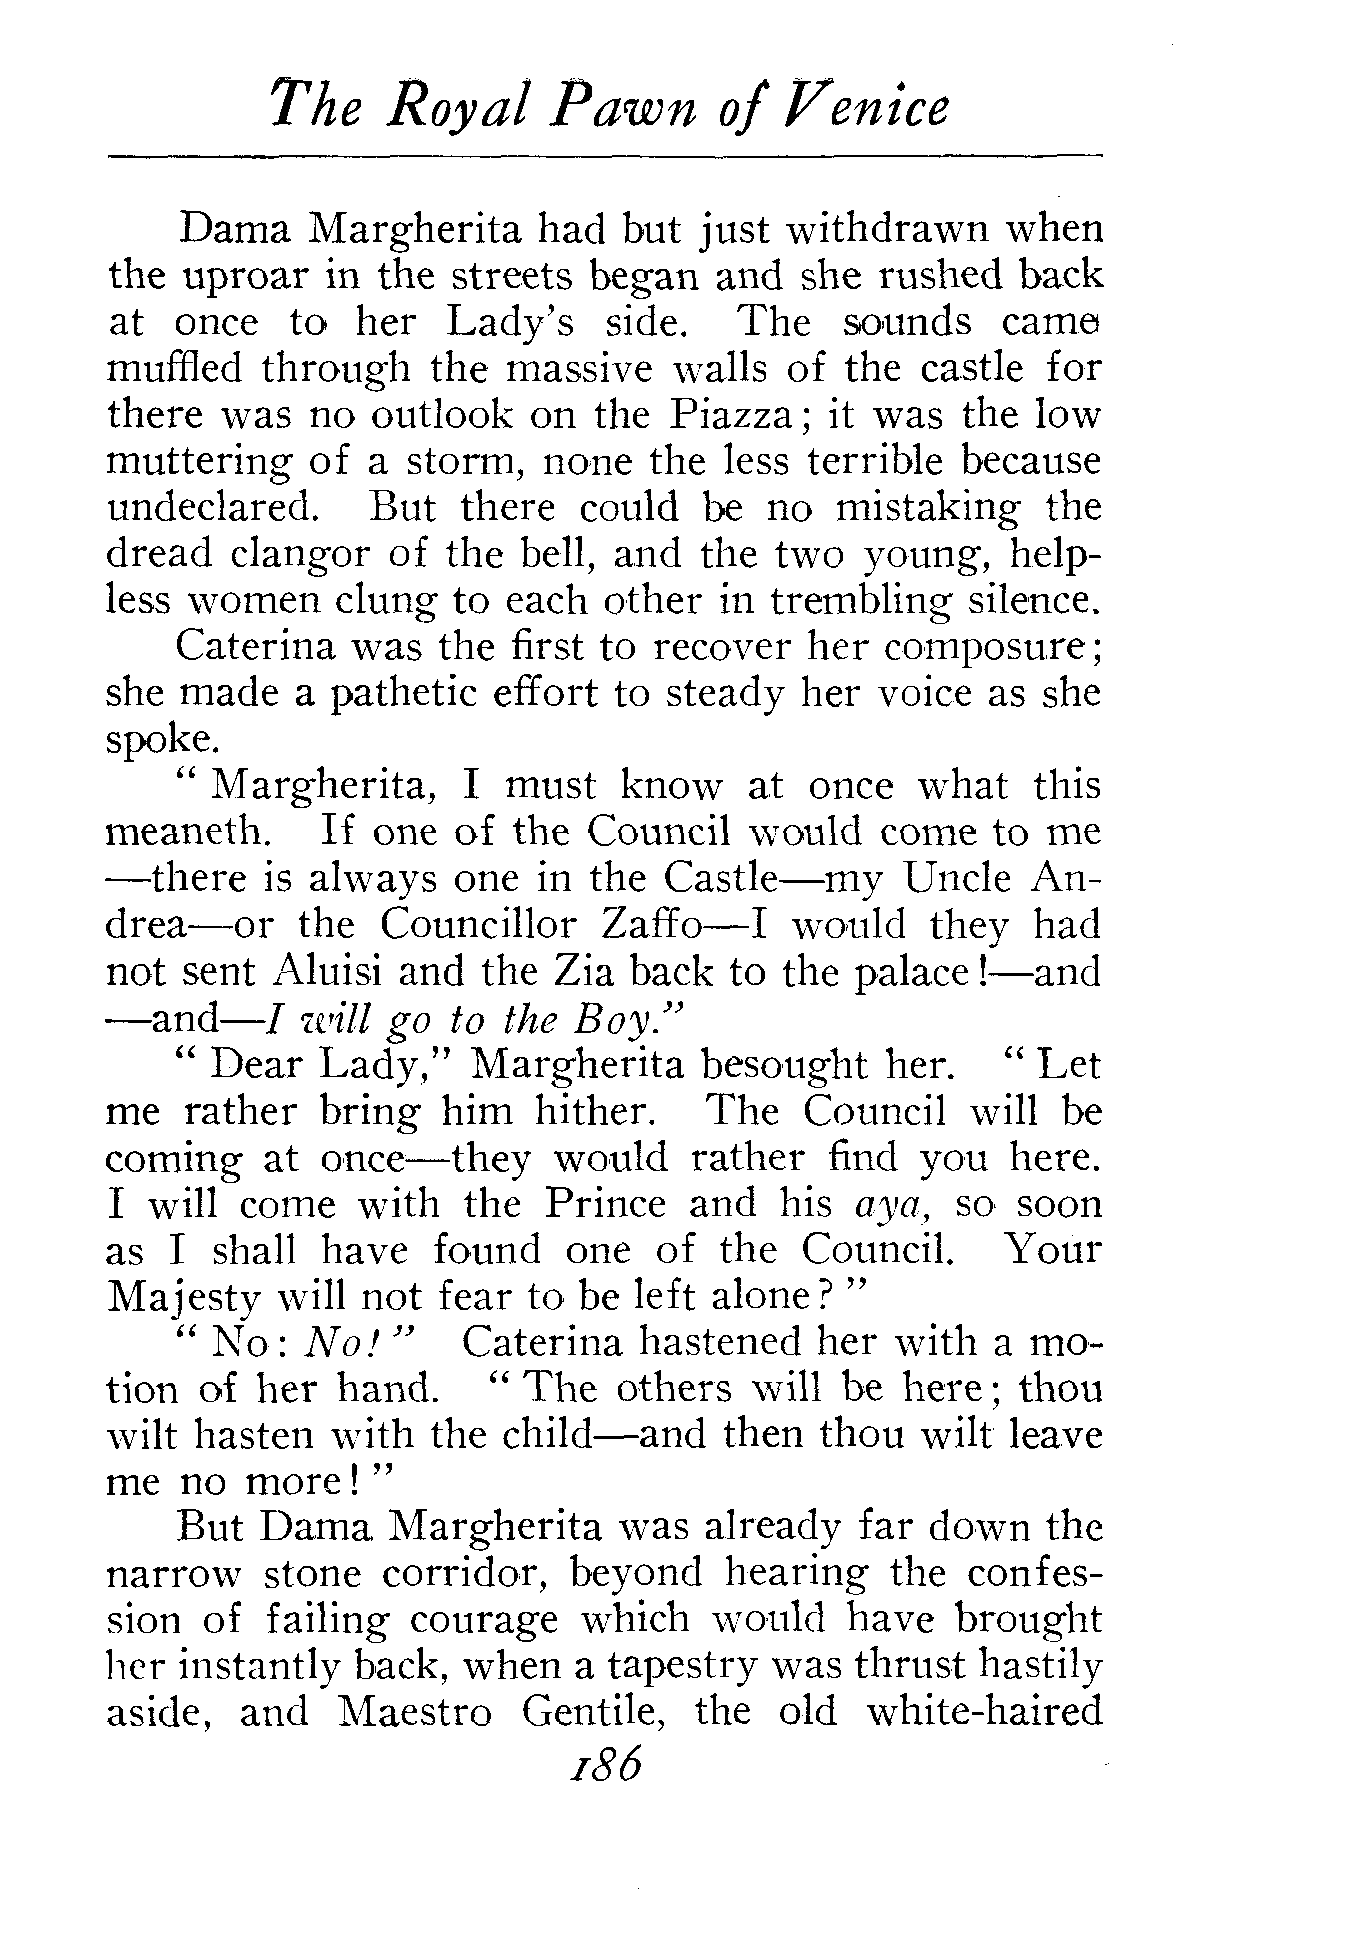 The Royal Pawn of Venice
Dama Margherita had but just withdrawn when
the uproar in the streets began and she rushed back
at once to her Lady's side. The sounds came
muffled through the massive walls of the castle for
there was no outlook on the Piazza; it was the low
muttering of a storm, none the less terrible because
undeclared. But there could be no mistaking the
dread clangor of the bell, and the two young, help-
less women clung to each other in trembling silence.
Caterina was the first to recover her composure;
she made a pathetic effort to steady her voice as she
spoke.
“ Margherita, I must know at once what this
meaneth. If one of the Council would come to me
—there is always one in the Castle—my Uncle An-
drea—or the Councillor Zaffo—I would they had
not sent Aluisi and the Zia back to the palace!—and
—and—I will go to the Boy.”
“ Dear Lady,” Margherita besought her. “ Let
me rather bring him hither. The Council will be
coming at once—they would rather find you here.
I will come with the Prince and his aya, so soon
as I shall have found one of the Council. Your
Majesty will not fear to be left alone? ”
“ No: No! ” Caterina hastened her with a mo-
tion of her hand. “ The others will be here; thou
wilt hasten with the child—and then thou wilt leave
me no more! ”
But Dama Margherita was already far down the
narrow stone corridor, beyond hearing the confes-
sion of failing courage which would have brought
her instantly back, when a tapestry was thrust hastily
aside, and Maestro Gentile, the old white-haired
186